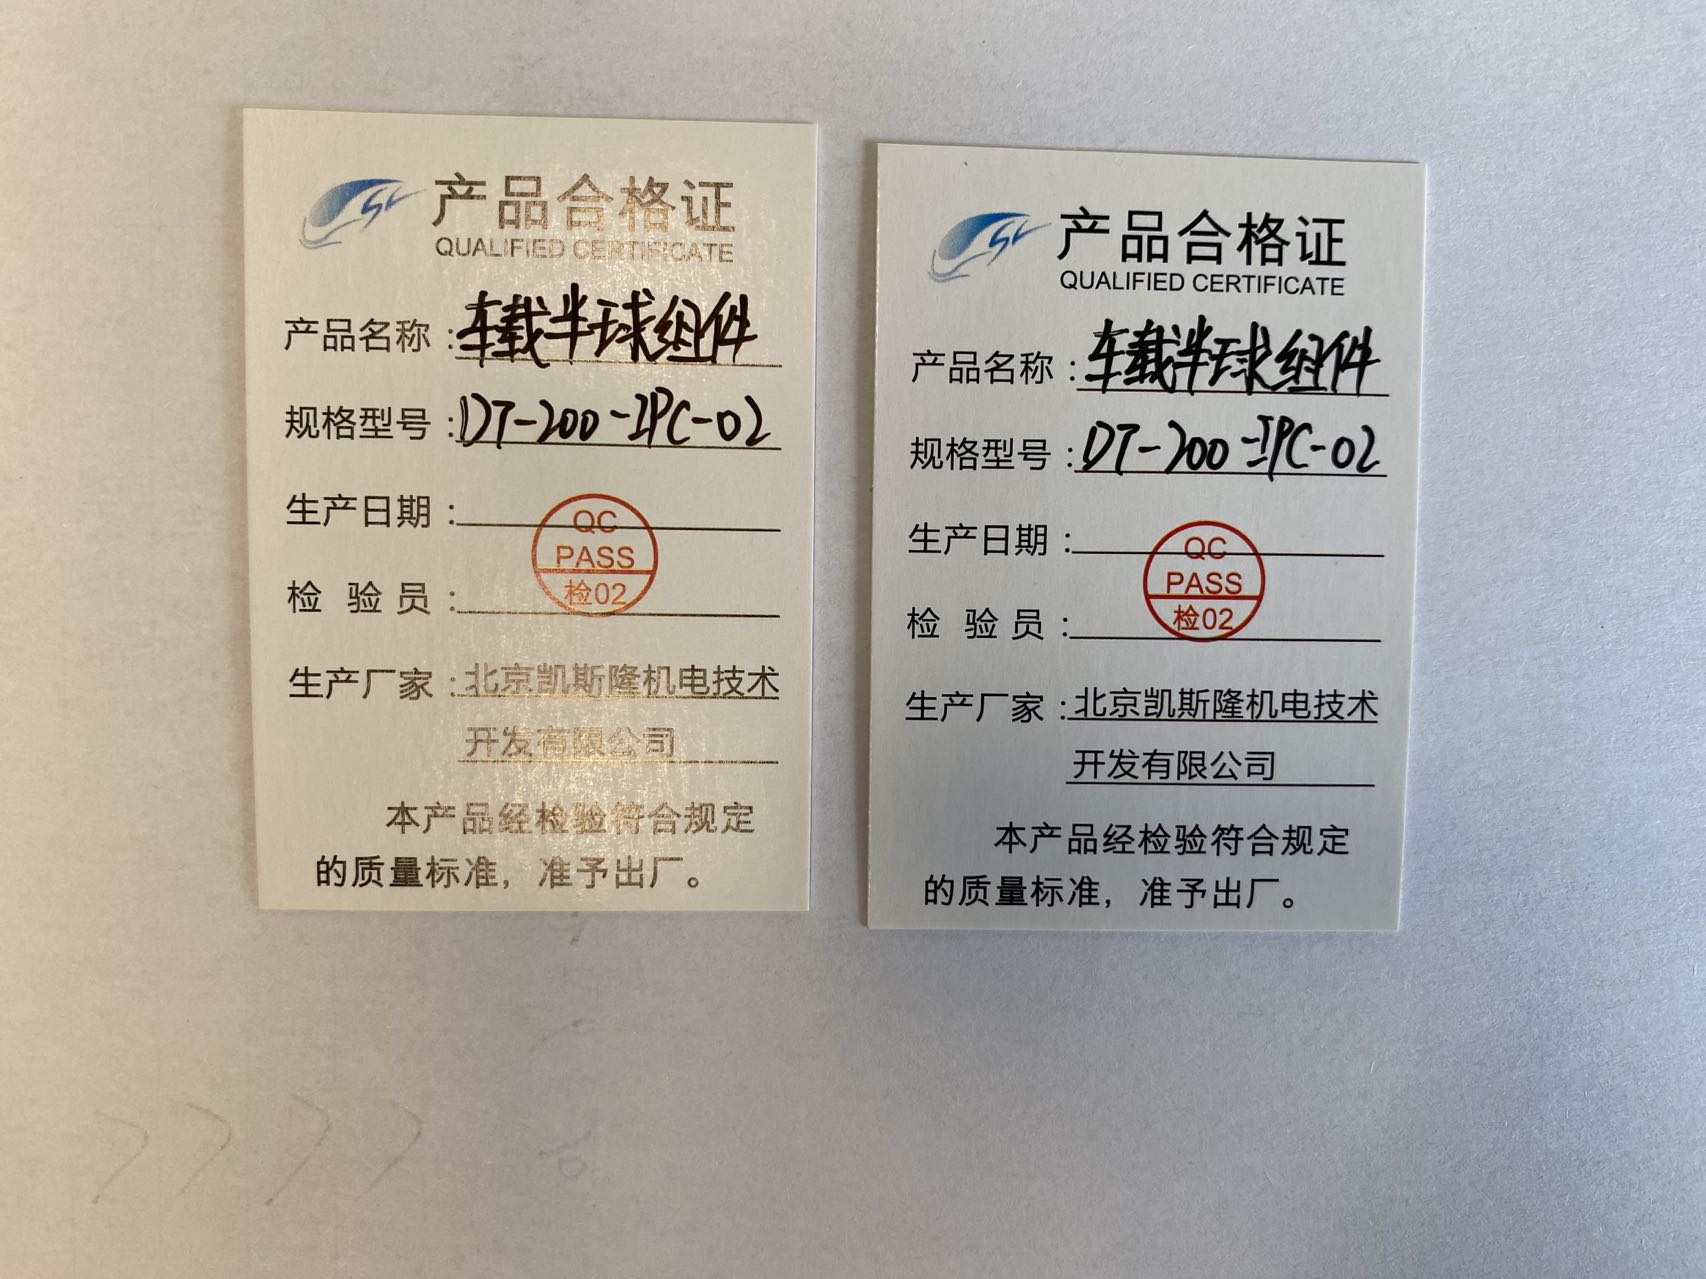 产品合格证
QUALIFIED CERTIFICATE
产品名称：车载半球组件
规格型号：DT-200-IPC-02
生产日期：
QC
PASS
检02
检验员：
生产厂家：北京凯斯隆机电技术
开发有限公司
本产品经检验符合规定
的质量标准，准予出厂。
产品合格证
QUALIFIED CERTIFICATE
产品名称：车载半球组件
规格型号：DT-200-IPC-02
生产日期：
QC
PASS
检02
检验员：
生产厂家：北京凯斯隆机电技术
开发有限公司
本产品经检验符合规定
的质量标准，准予出厂。